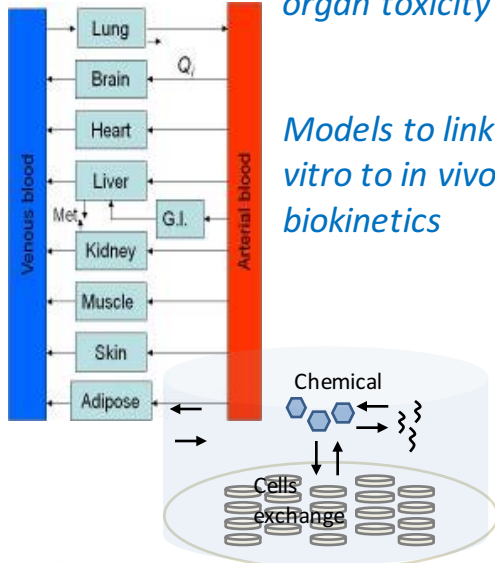 organ toxicity
Lung
Q_i
Brain
Heart
Models to link
vitro to in vivo
biokinetics
Liver
Met
G.I.
Kidney
Muscle
Skin
Adipose
Venous blood
Arterial blood
Chemical
Cells
exchange